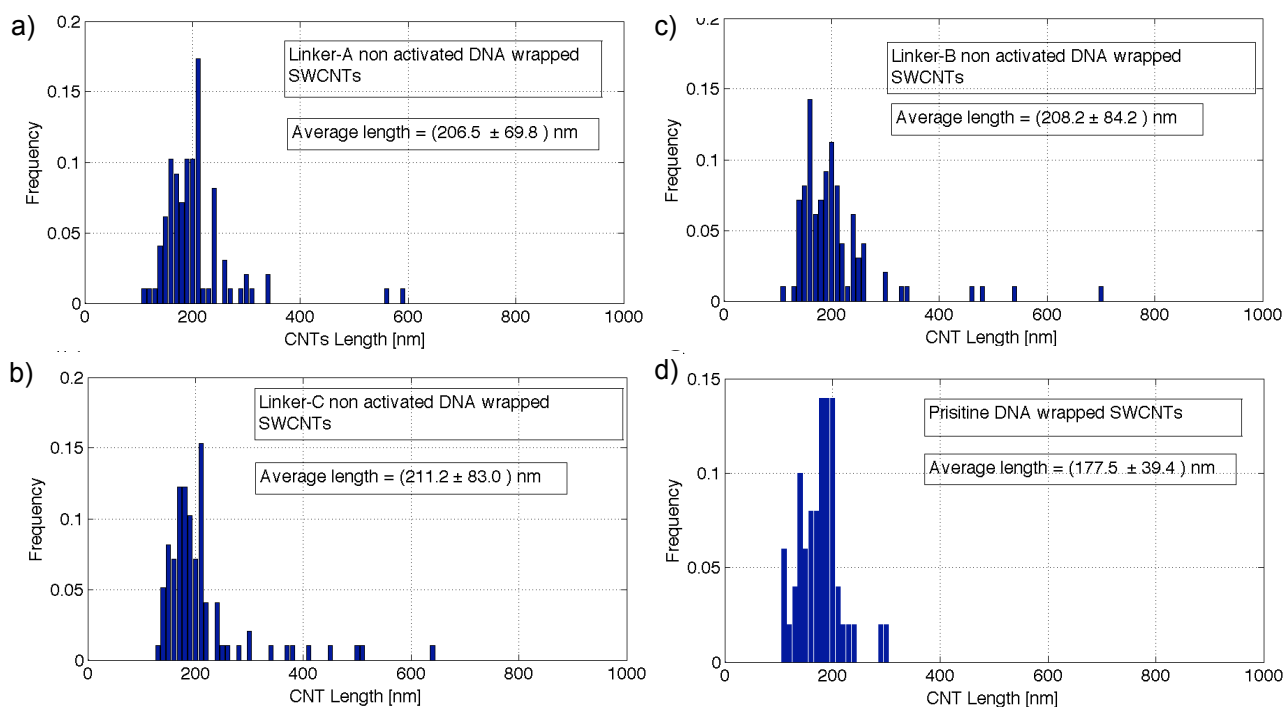 a)
0.2
0.15
0.1
0.05
0
Frequency
Linker-A non activated DNA wrapped
SWCNTs
Average length = (206.5 ± 69.8 ) nm
0 200 400 600 800 1000
CNTs Length [nm]
c)
0.2
0.15
0.1
0.05
0
Frequency
Linker-B non activated DNA wrapped
SWCNTs
Average length = (208.2 ± 84.2 ) nm
0 200 400 600 800 1000
CNT Length [nm]
b)
0.2
0.15
0.1
0.05
0
Frequency
Linker-C non activated DNA wrapped
SWCNTs
Average length = (211.2 ± 83.0 ) nm
0 200 400 600 800 1000
CNT Length [nm]
d)
0.15
0.1
0.05
0
Frequency
Prisitine DNA wrapped SWCNTs
Average length = (177.5 ± 39.4 ) nm
0 200 400 600 800 1000
CNT Length [nm]